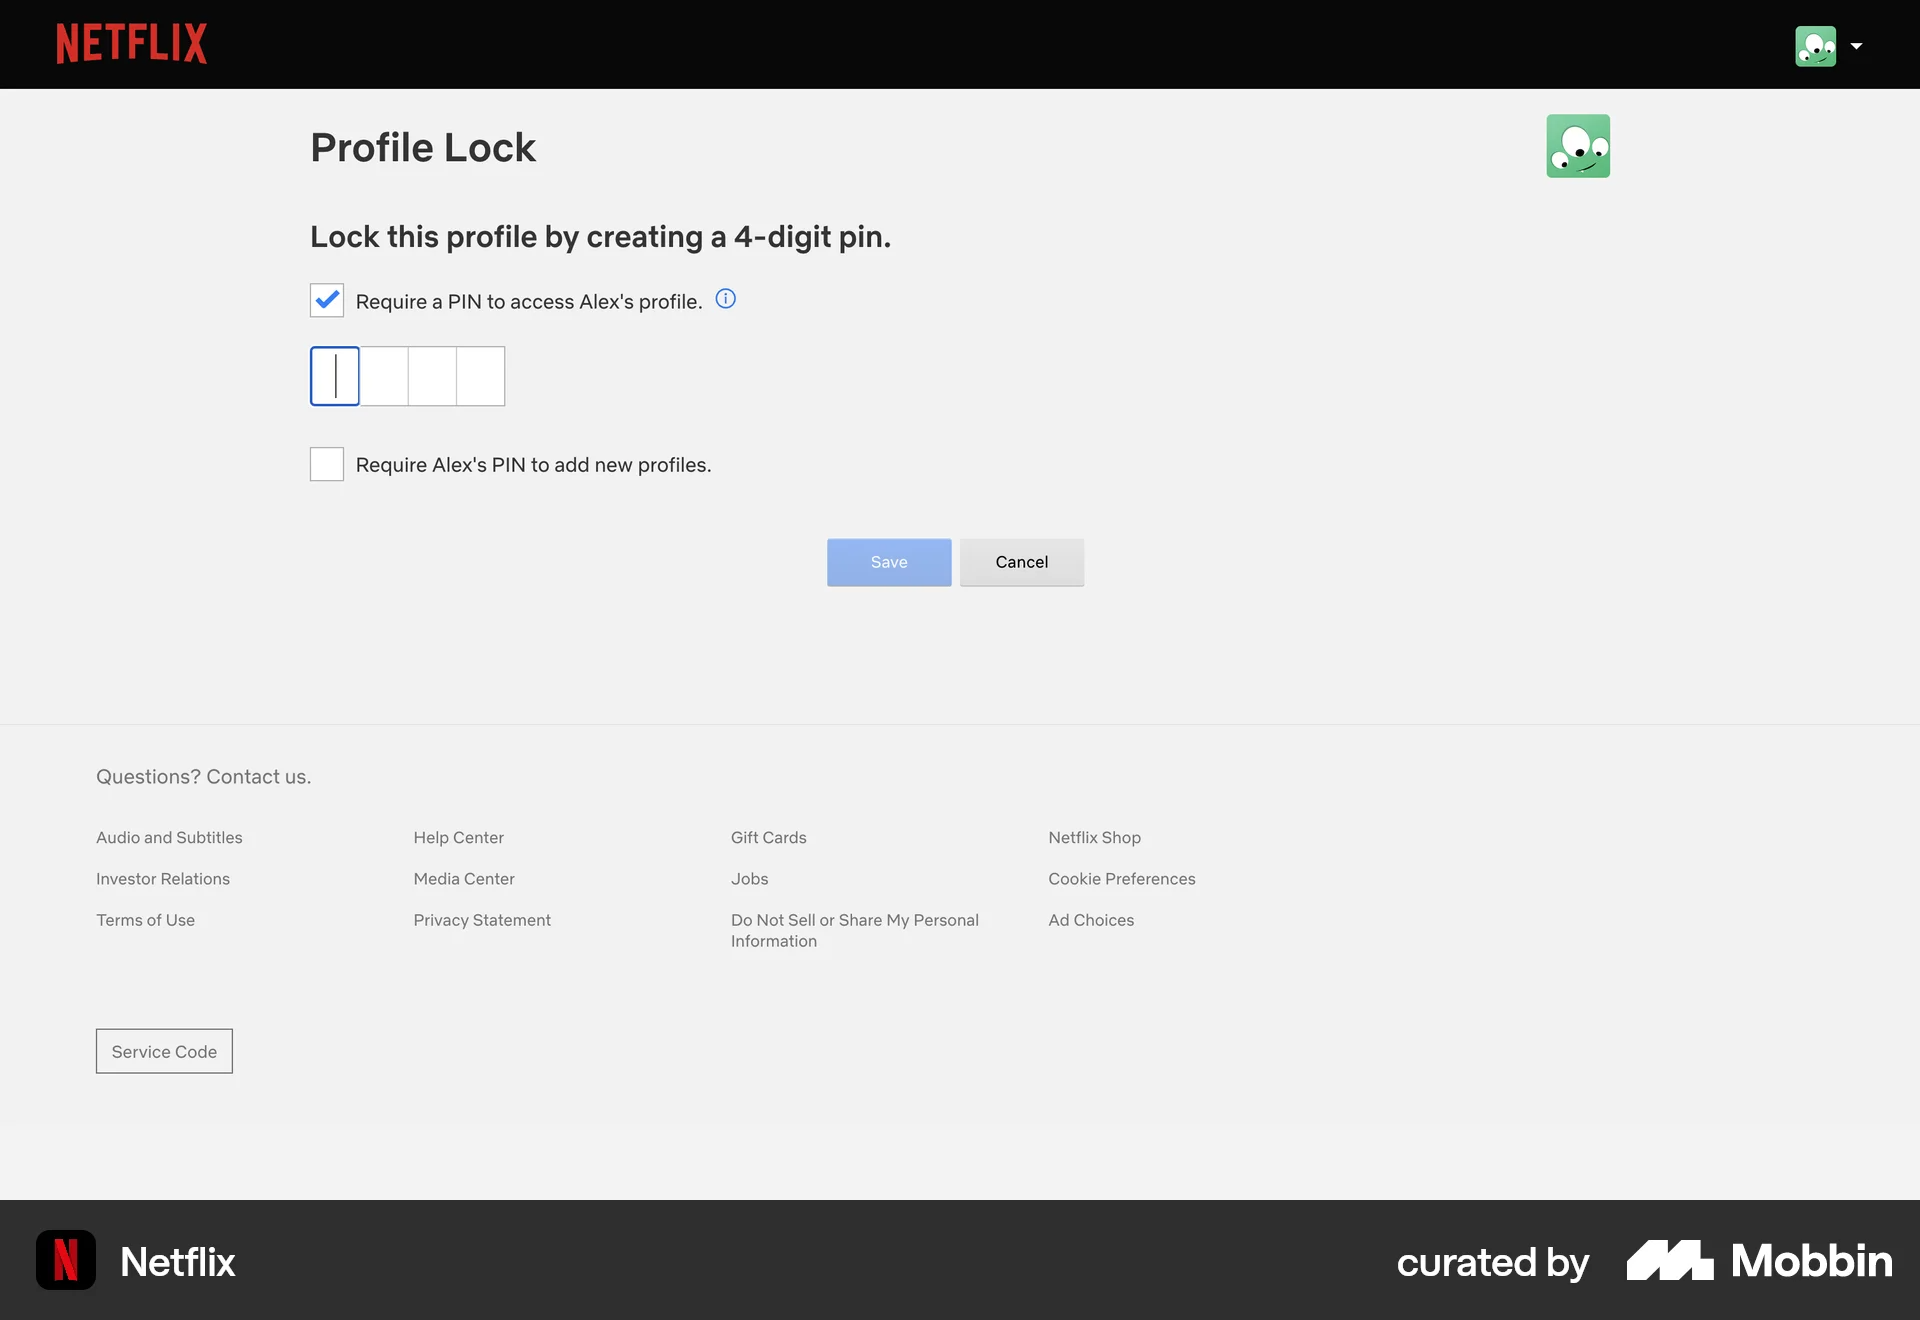 NETFLIX
Profile Lock
Lock this profile by creating a 4-digit pin.
Require a PIN to access Alex's profile.
Require Alex's PIN to add new profiles.
Save
Cancel
Questions? Contact us.
Audio and Subtitles
Help Center
Gift Cards
Netflix Shop
Investor Relations
Media Center
Jobs
Cookie Preferences
Terms of Use
Privacy Statement
Do Not Sell or Share My Personal
Information
Ad Choices
Service Code
N
Netflix
curated by
Mobbin